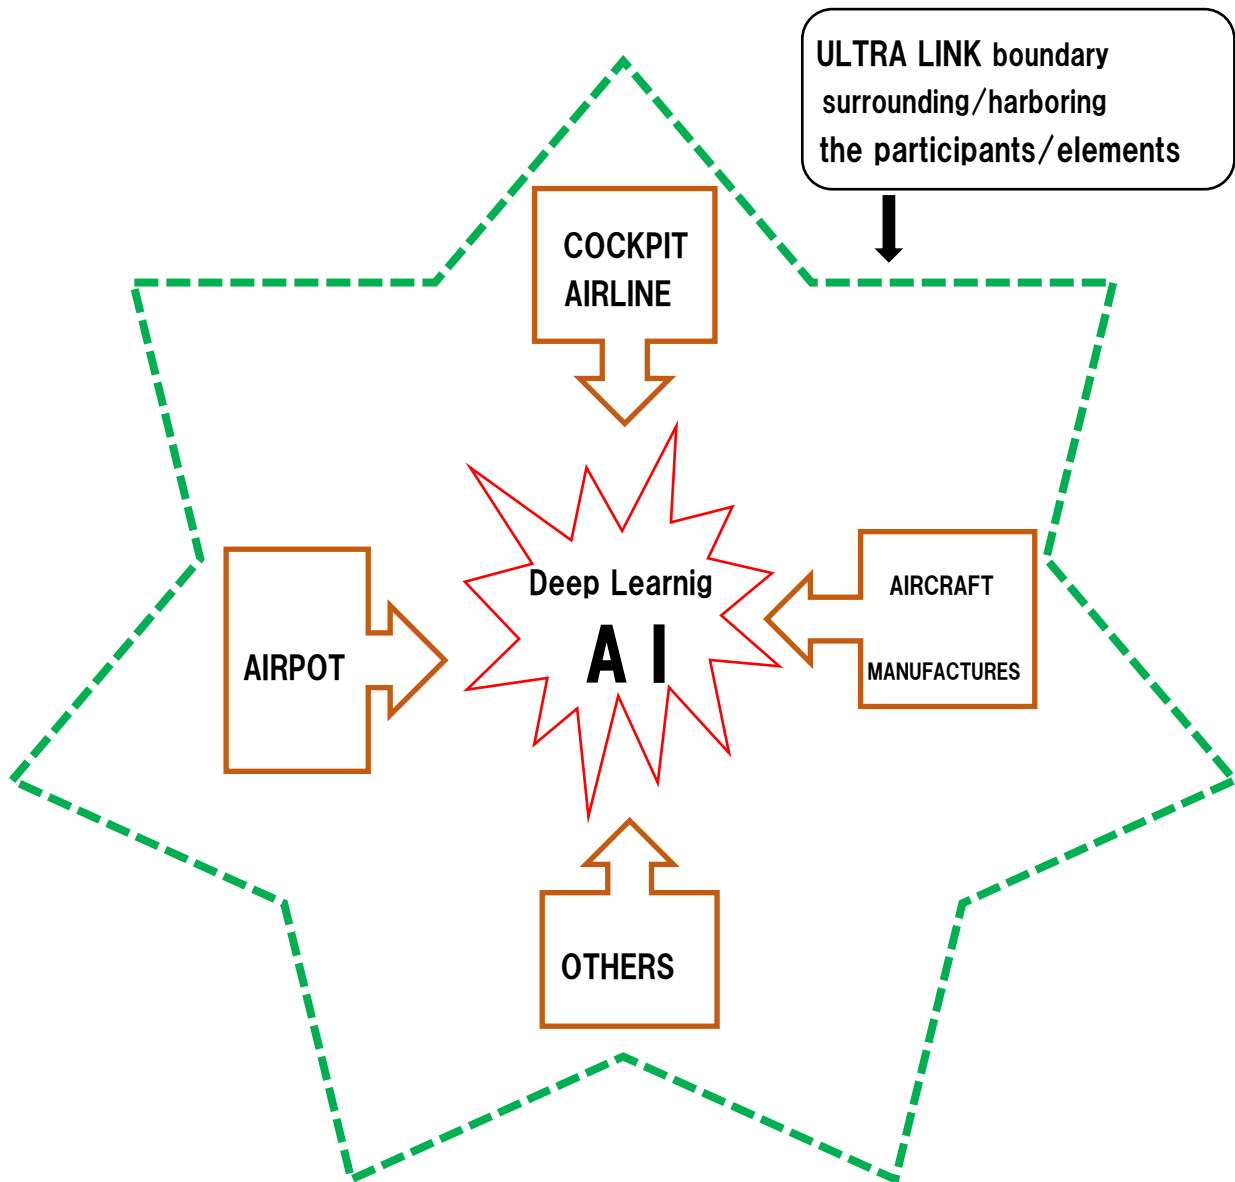 ULTRA LINK boundary
surrounding/harboring
the participants/elements
COCKPIT
AIRLINE
Deep Learnig
A I
AIRCRAFT
MANUFACTURES
AIRPOT
OTHERS